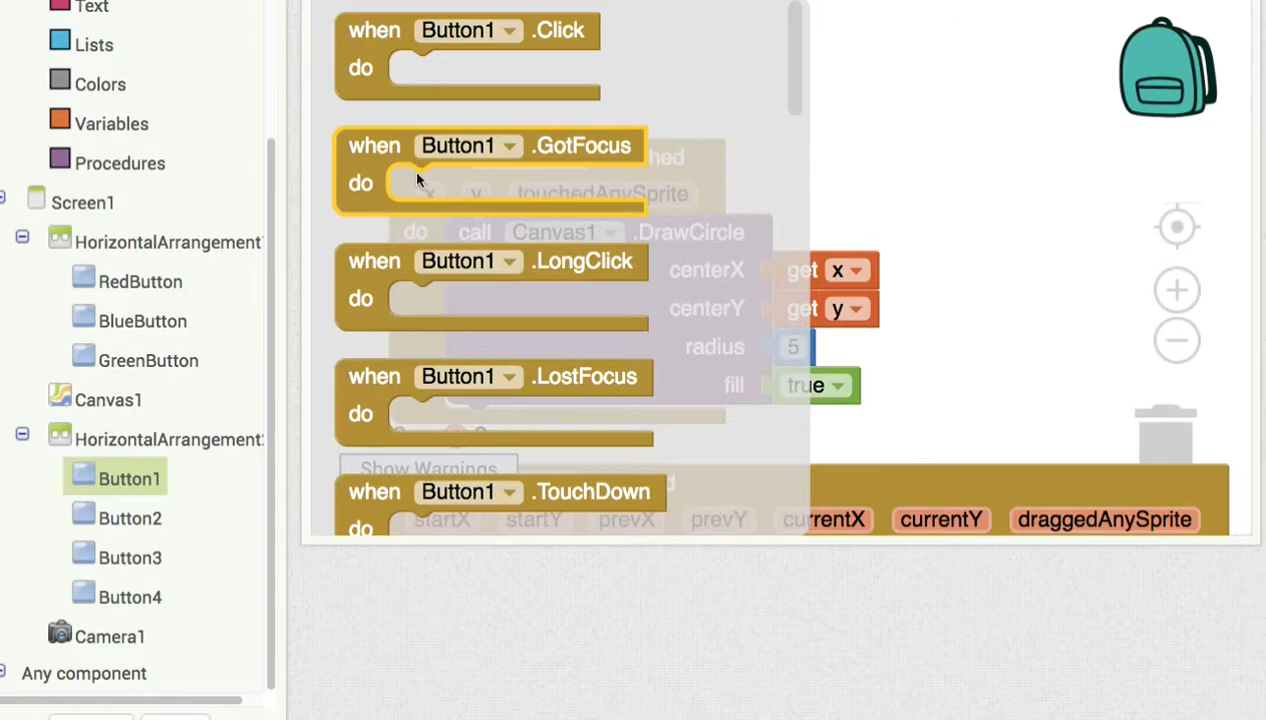 Text
Lists
Colors
Variables
Procedures
Screen1
HorizontalArrangement
RedButton
BlueButton
GreenButton
Canvas1
HorizontalArrangement
Button1
Button2
Button3
Button4
Camera1
Any component
when Button1 .Click
do
when Button1 .GotFocus
do
when Button1 .LongClick
do
when Button1 .LostFocus
do
when Button1 .TouchDown
do
x y touchedAnySprite
do call Canvas1 .DrawCircle
centerX get x
centerY get y
radius 5
fill true
Show Warnings
startX startY prevX prevY currentX currentY draggedAnySprite